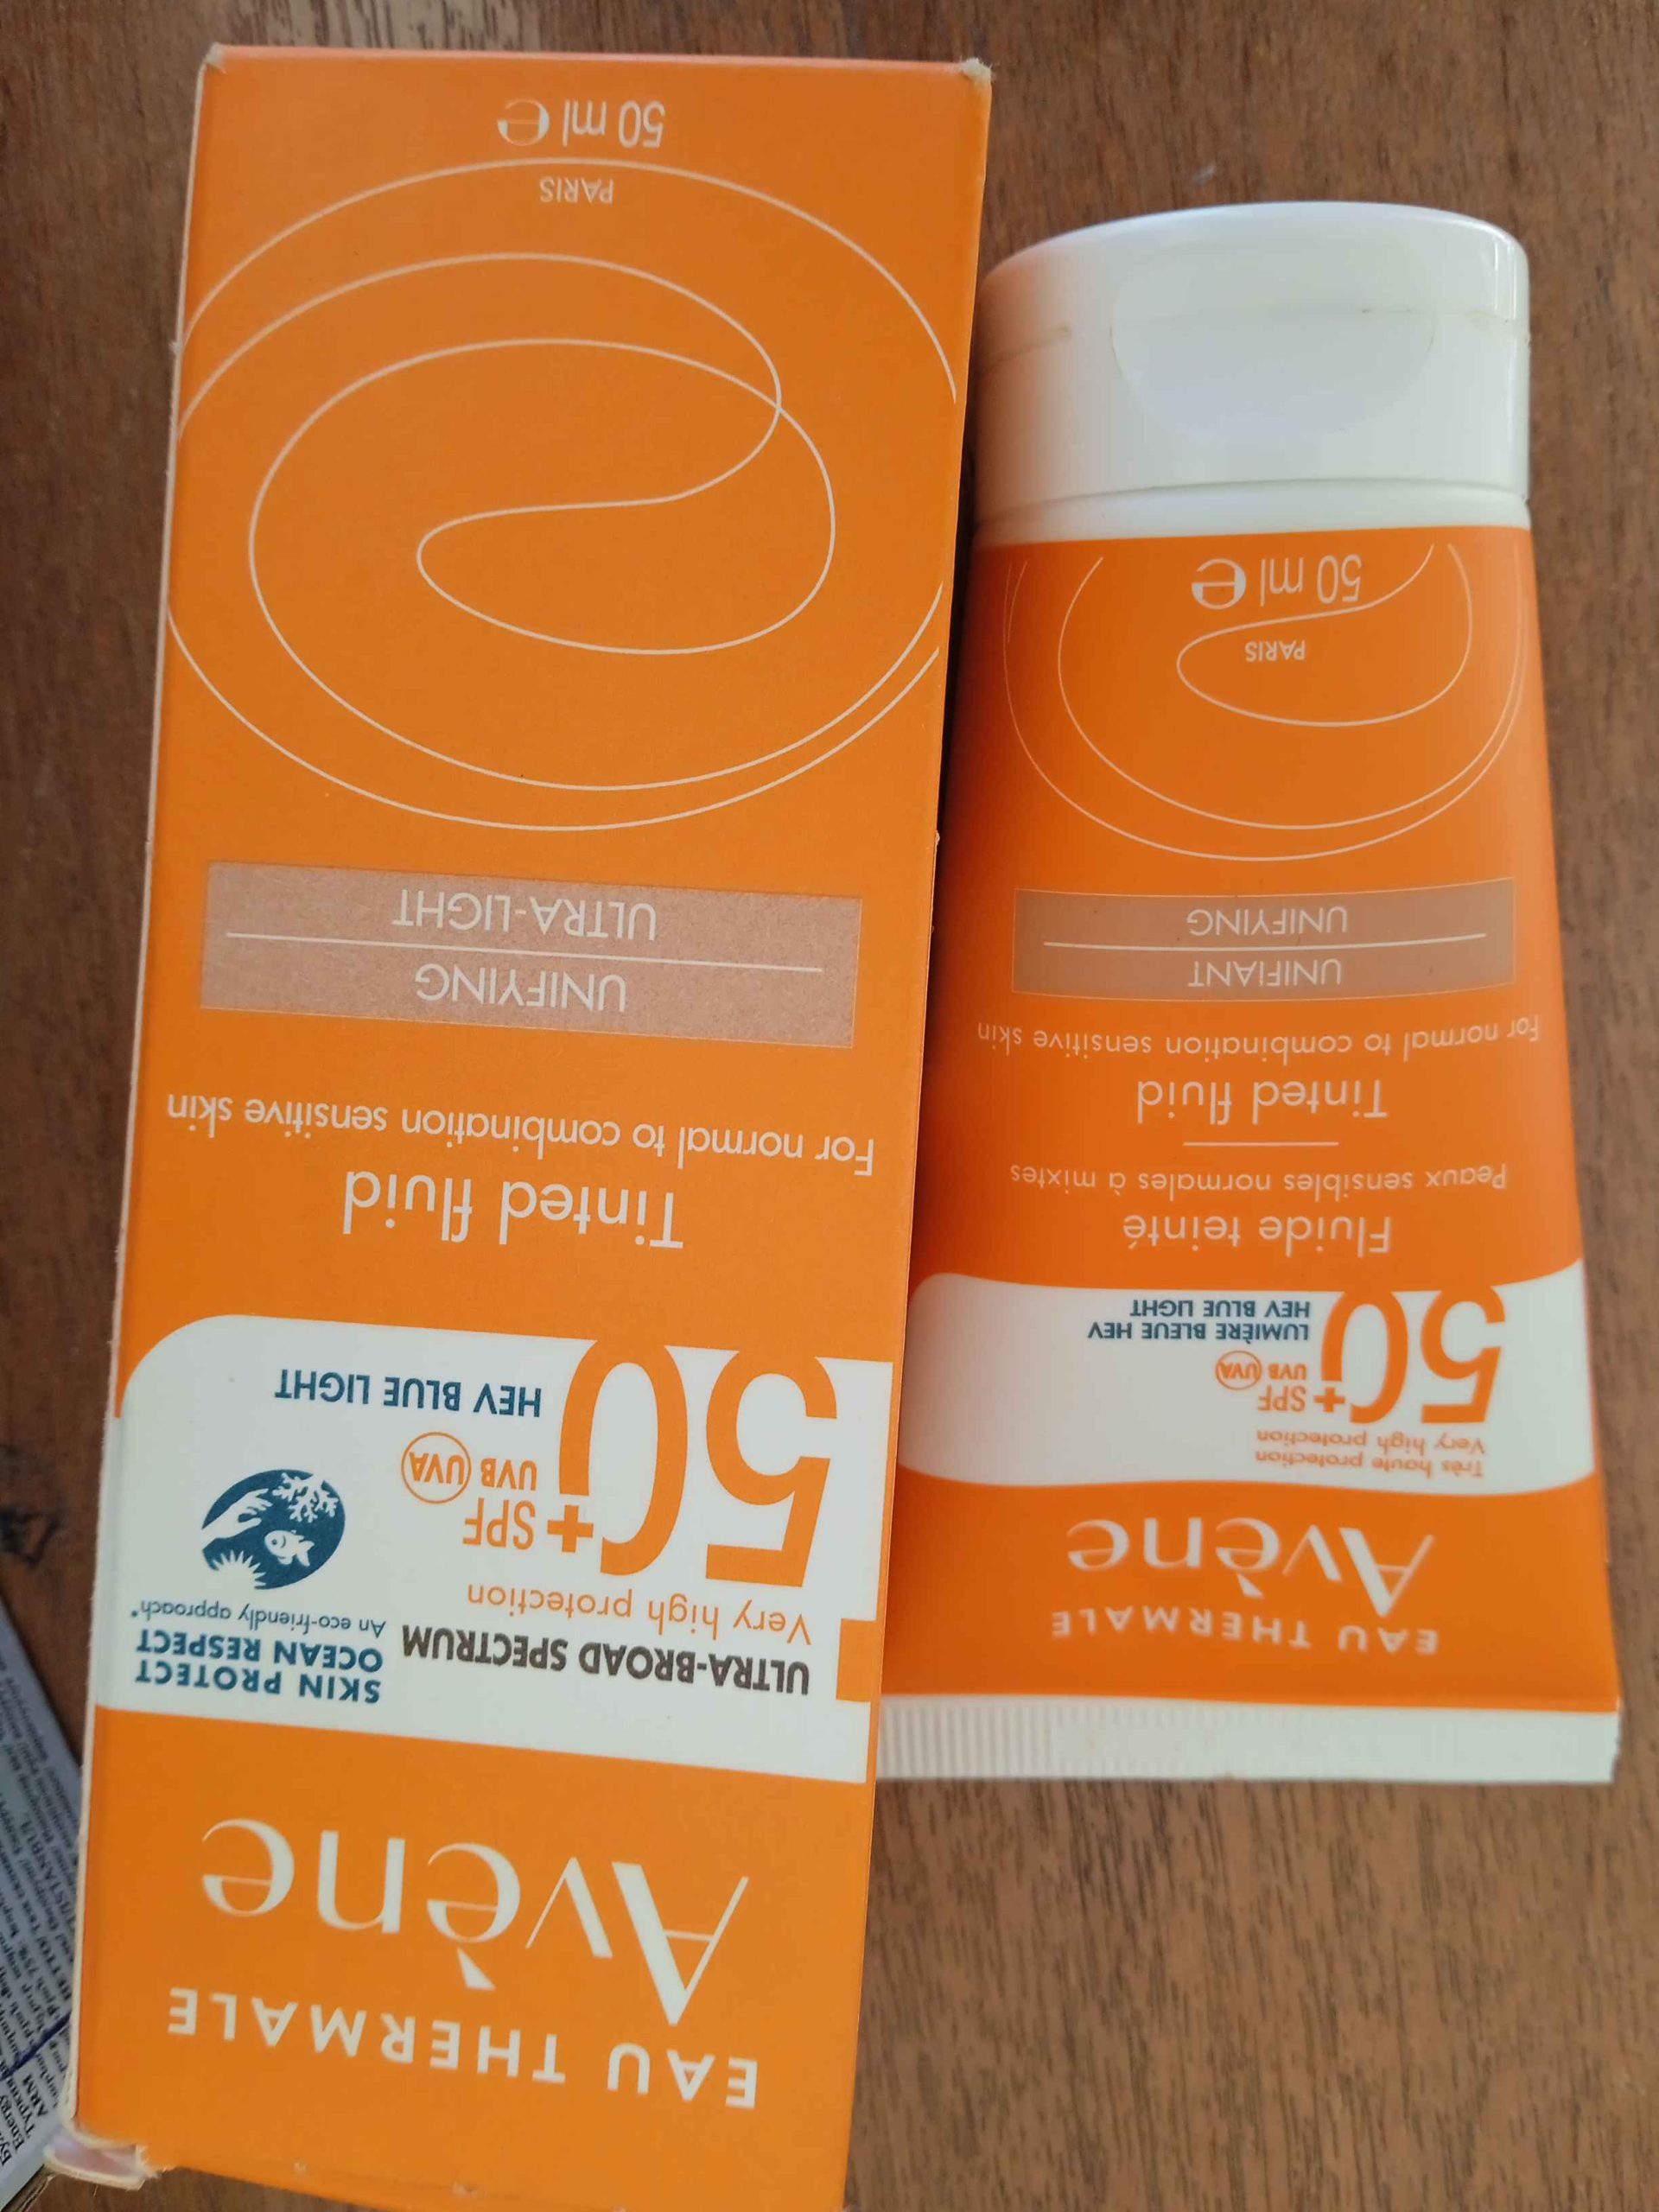 EAU THERMALE
Avène
ULTRA-BROAD SPECTRUM
Very high protection
50+ SPF
UVB UVA
HEV BLUE LIGHT
SKIN PROTECT
OCEAN RESPECT
An eco-friendly approach*
Tinted fluid
For normal to combination sensitive skin
UNIFYING
ULTRA-LIGHT
PARIS
50 ml e
EAU THERMALE
Avène
Très haute protection
Very high protection
50+ SPF
UVB UVA
LUMIÈRE BLEUE HEV
HEV BLUE LIGHT
Fluide teinté
Peaux sensibles normales à mixtes
Tinted fluid
For normal to combination sensitive skin
UNIFIANT
UNIFYING
PARIS
50 ml e